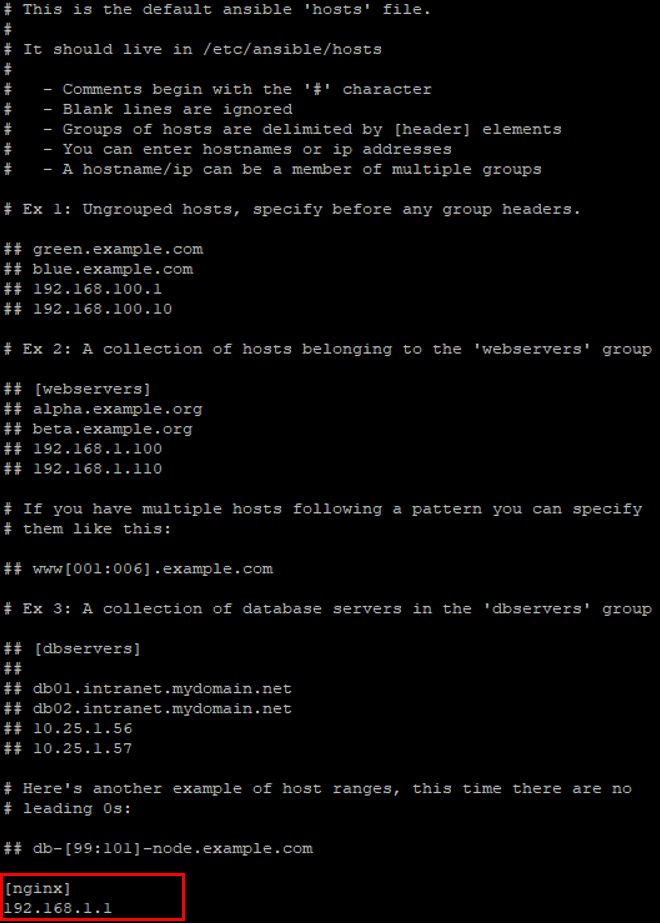 # This is the default ansible 'hosts' file.
#
# It should live in /etc/ansible/hosts
#
#   - Comments begin with the '#' character
#   - Blank lines are ignored
#   - Groups of hosts are delimited by [header] elements
#   - You can enter hostnames or ip addresses
#   - A hostname/ip can be a member of multiple groups
# Ex 1: Ungrouped hosts, specify before any group headers.
## green.example.com
## blue.example.com
## 192.168.100.1
## 192.168.100.10
# Ex 2: A collection of hosts belonging to the 'webservers' group
## [webservers]
## alpha.example.org
## beta.example.org
## 192.168.1.100
## 192.168.1.110
# If you have multiple hosts following a pattern you can specify
# them like this:
## www[001:006].example.com
# Ex 3: A collection of database servers in the 'dbservers' group
## [dbservers]
##
## db01.intranet.mydomain.net
## db02.intranet.mydomain.net
## 10.25.1.56
## 10.25.1.57
# Here's another example of host ranges, this time there are no
# leading 0s:
## db-[99:101]-node.example.com
[nginx]
192.168.1.1